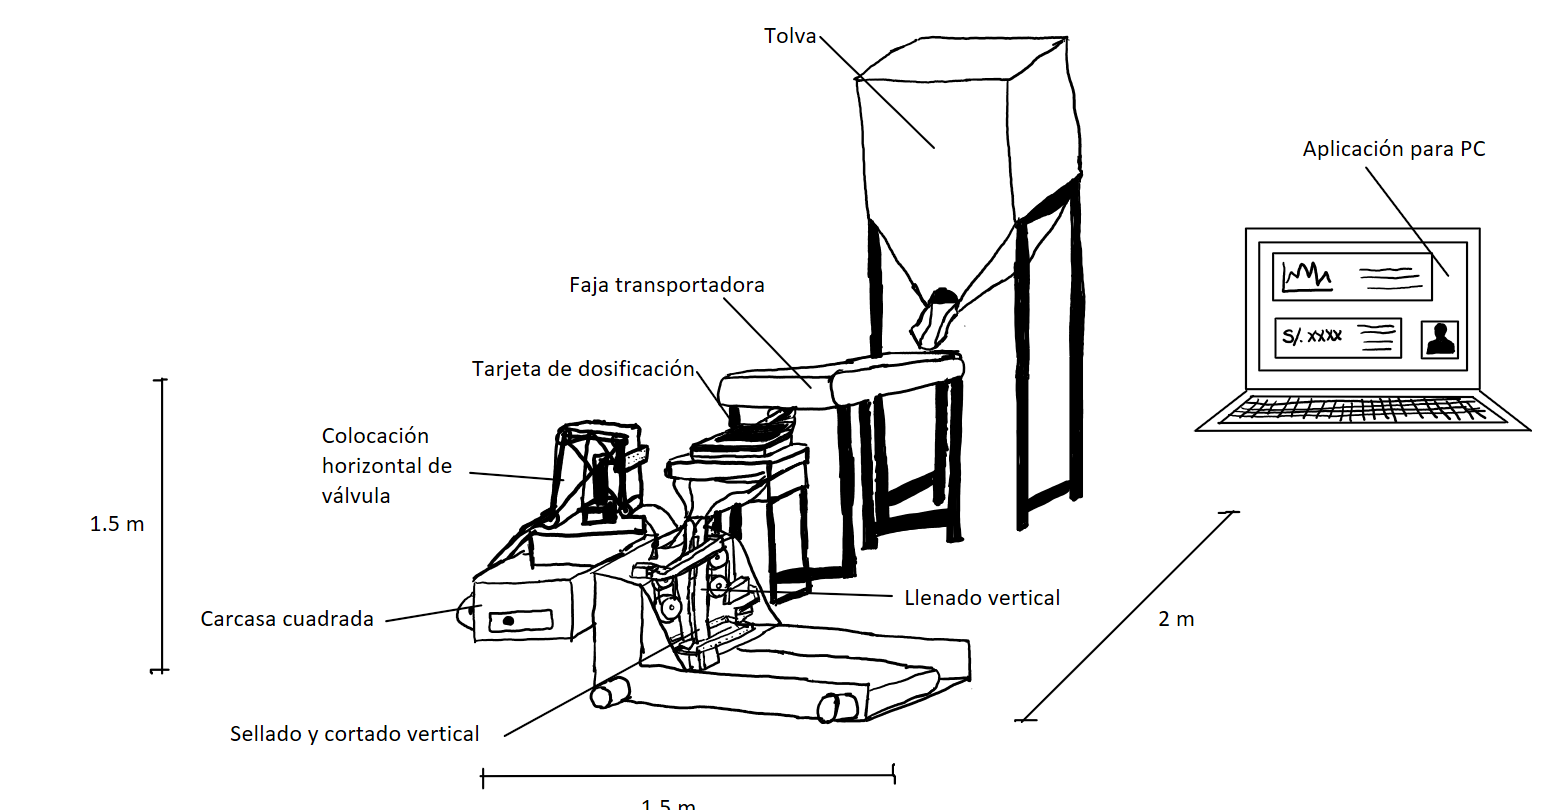 Tolva
Aplicación para PC
Faja transportadora
S/. xxxx
Tarjeta de dosificación
Colocación
horizontal de
válvula
1.5 m
Llenado vertical
Carcasa cuadrada
2 m
Sellado y cortado vertical
1.5 m